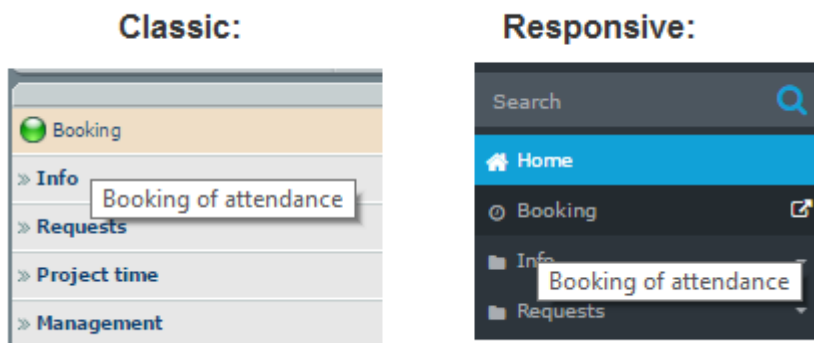 Classic:
Booking
» Info
Booking of attendance
» Requests
» Project time
» Management
Responsive:
Search
Home
Booking
Info
Booking of attendance
Requests